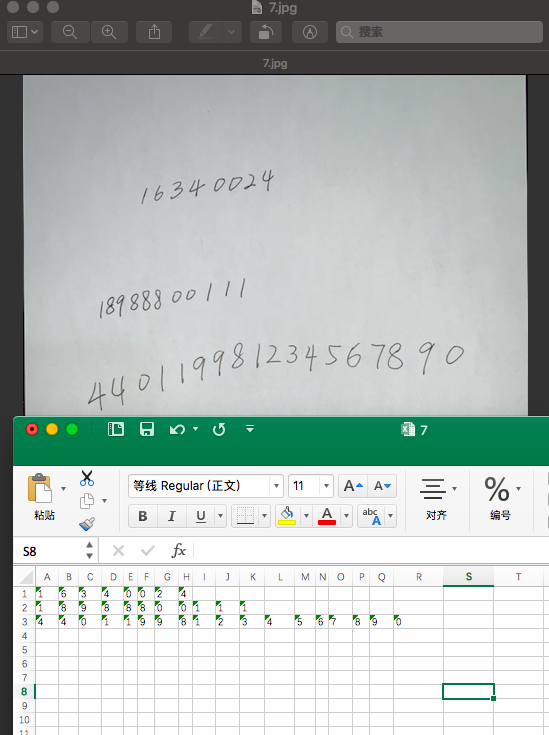 7.jpg
搜索
7.jpg
16340024
18988800111
440119981234567890
7
粘贴
等线 Regular (正文)
11
A A
B I U
A
abc A
对齐
%
编号
S8
fx
A B C D E F G H I J K L M N O P Q R S T
1 1 6 3 4 0 0 2 4
2 1 8 9 8 8 8 0 0 1 1 1
3 4 4 0 1 1 9 9 8 1 2 3 4 5 6 7 8 9 0
4
5
6
7
8
9
10
11